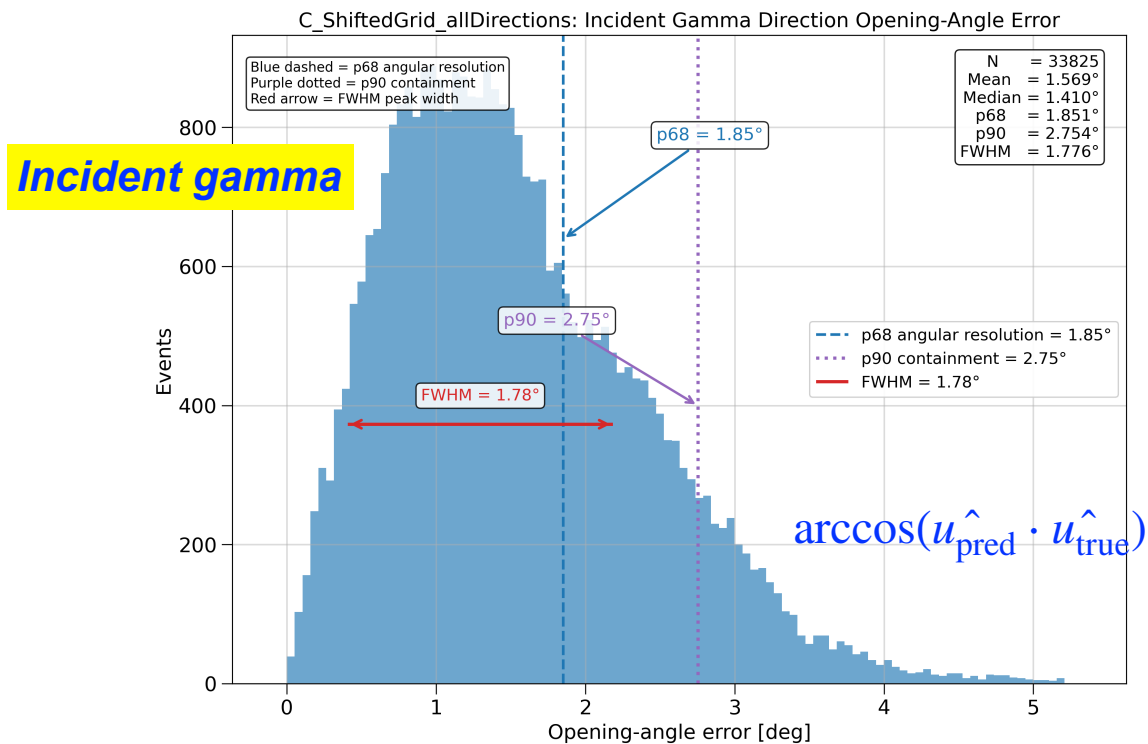 C_ShiftedGrid_allDirections: Incident Gamma Direction Opening-Angle Error
Blue dashed = p68 angular resolution
Purple dotted = p90 containment
Red arrow = FWHM peak width
N = 33825
Mean = 1.569°
Median = 1.410°
p68 = 1.851°
p90 = 2.754°
FWHM = 1.776°
Incident gamma
p68 = 1.85°
p90 = 2.75°
FWHM = 1.78°
p68 angular resolution = 1.85°
p90 containment = 2.75°
FWHM = 1.78°
arccos(û_pred · û_true)
Events
800
600
400
200
0
0 1 2 3 4 5
Opening-angle error [deg]